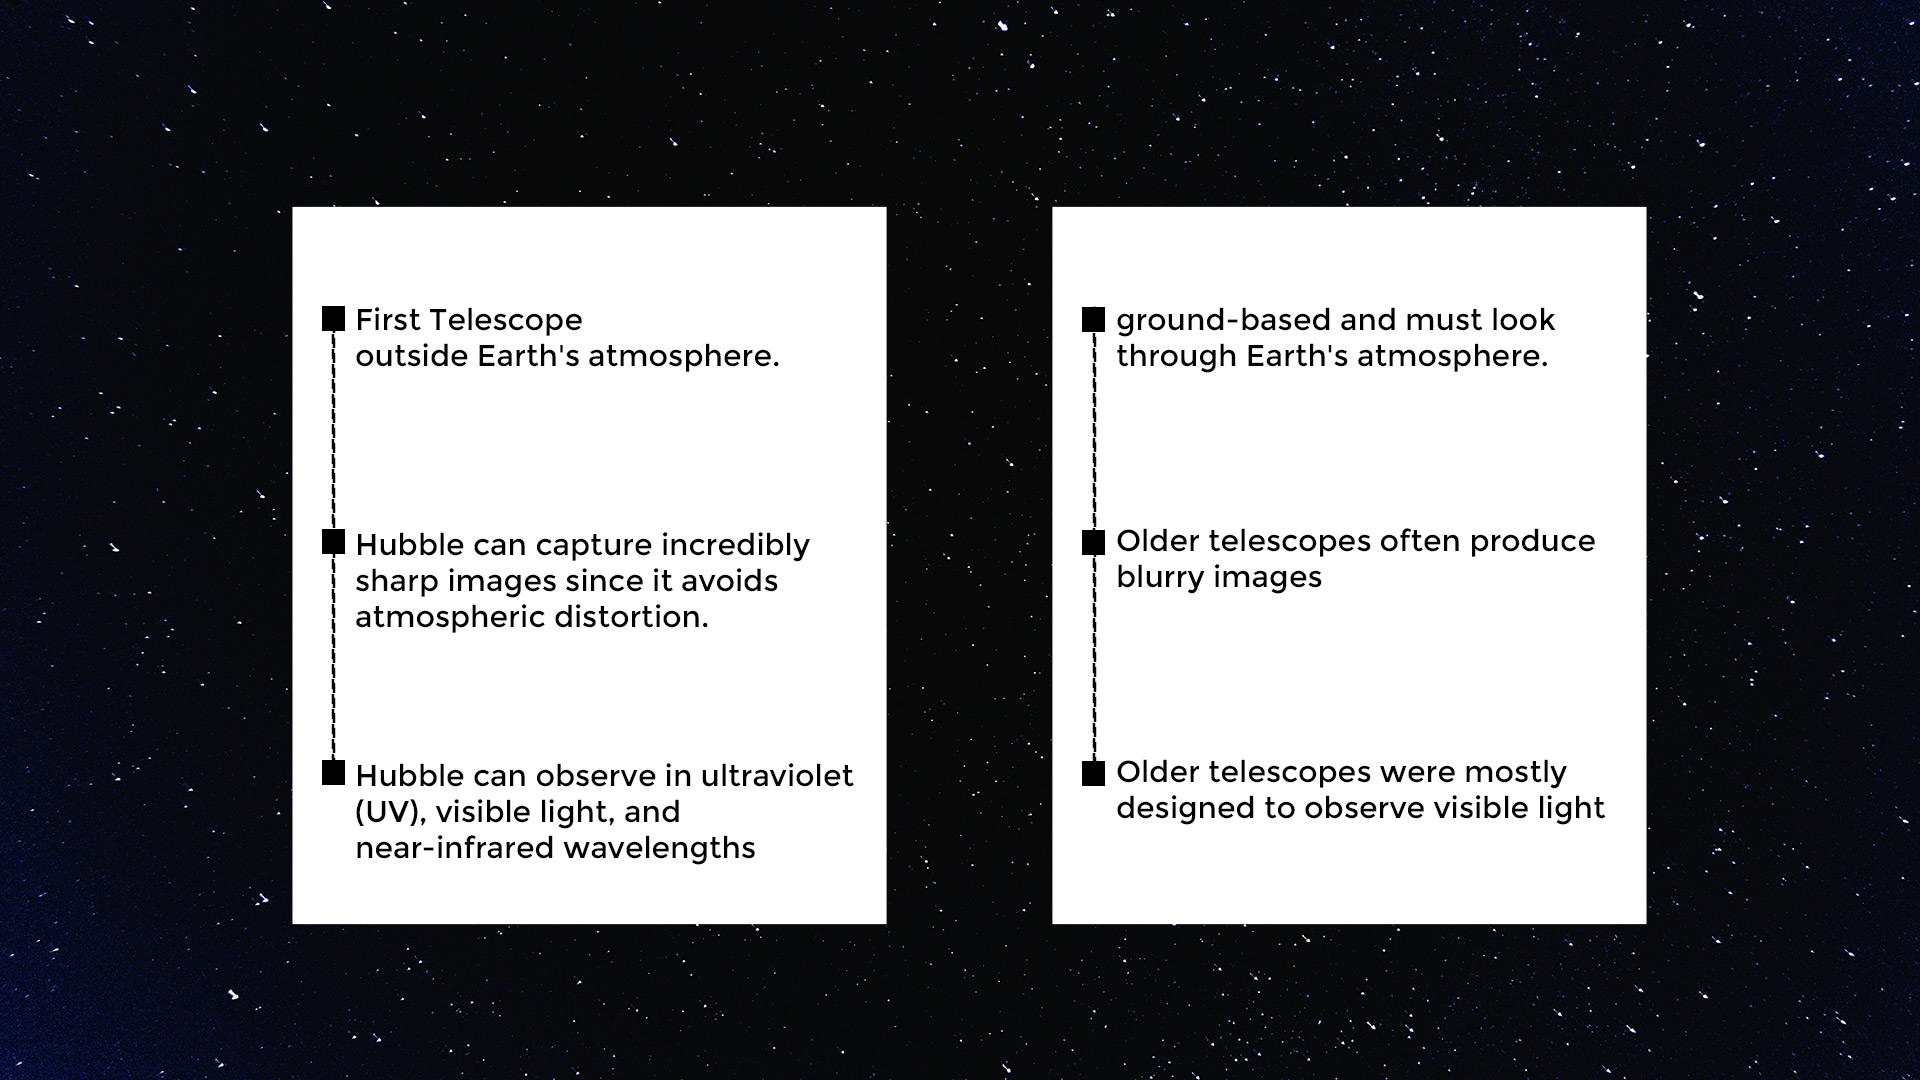 First Telescope
outside Earth's atmosphere.
Hubble can capture incredibly
sharp images since it avoids
atmospheric distortion.
Hubble can observe in ultraviolet
(UV), visible light, and
near-infrared wavelengths
ground-based and must look
through Earth's atmosphere.
Older telescopes often produce
blurry images
Older telescopes were mostly
designed to observe visible light